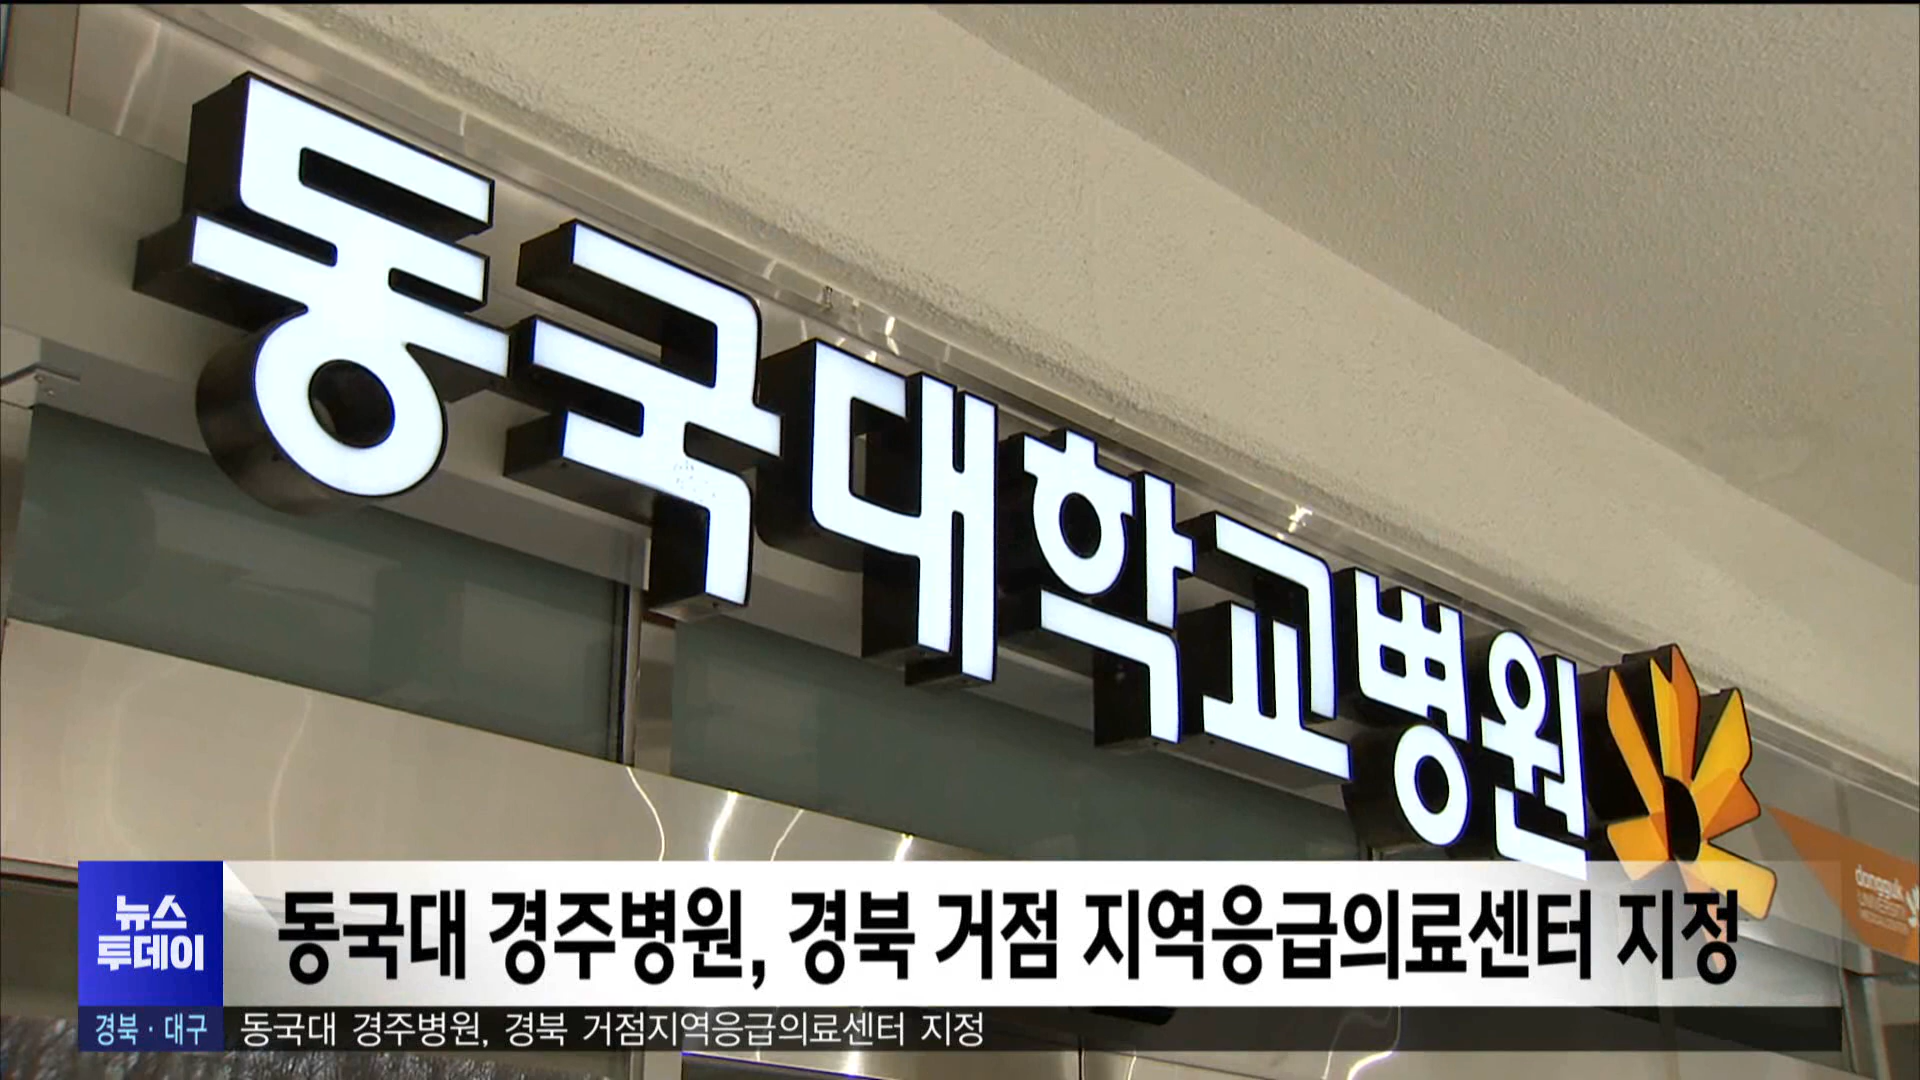 동국대학교병원
dongguk
UNIVERSITY
뉴스
투데이
동국대 경주병원, 경북 거점 지역응급의료센터 지정
경북·대구
동국대 경주병원, 경북 거점지역응급의료센터 지정